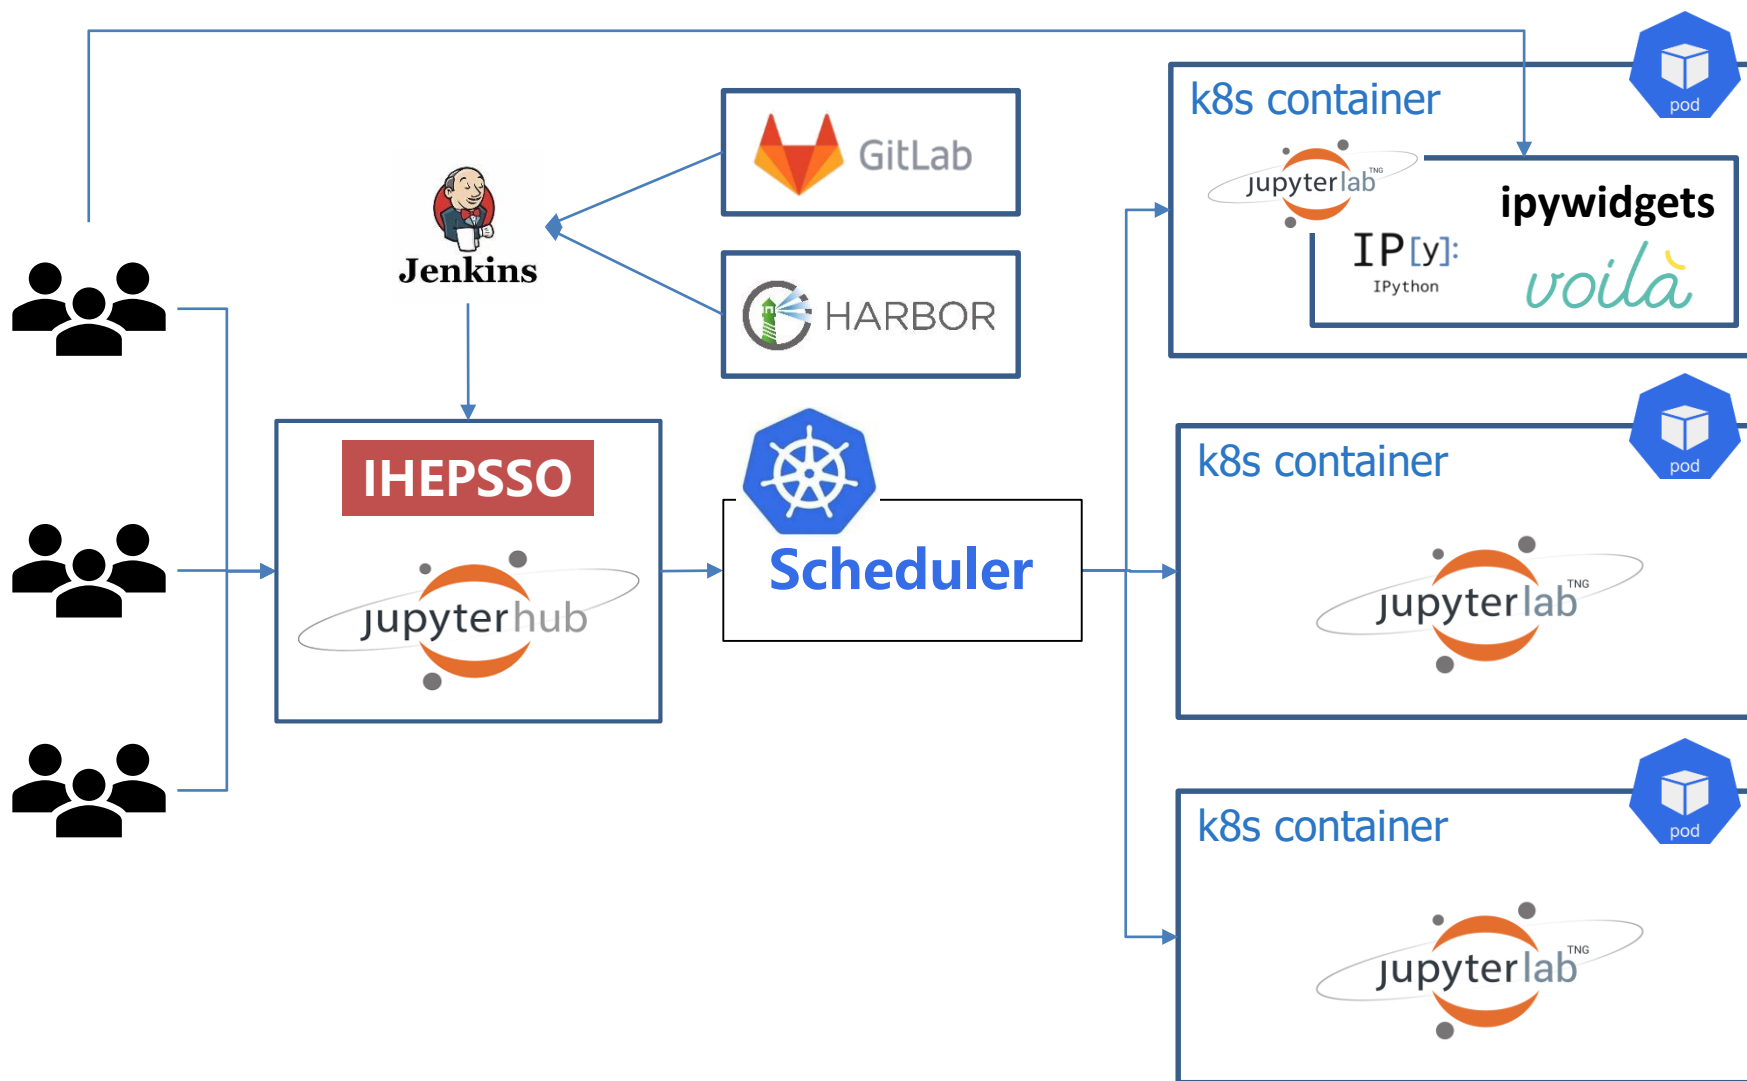 pod
k8s container
GitLab
jupyterlab TNG
ipywidgets
IP[y]:
IPython
voilà
Jenkins
HARBOR
pod
k8s container
IHEPSSO
Scheduler
jupyterhub
jupyterlab TNG
pod
k8s container
jupyterlab TNG